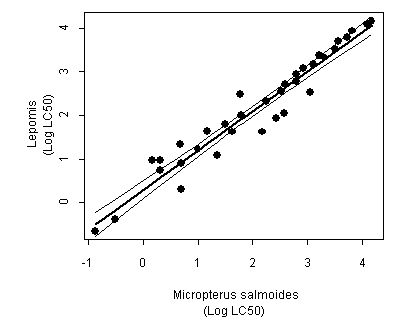 Lepomis
(Log LC50)
4
3
2
1
0
-1 0 1 2 3 4
Micropterus salmoides
(Log LC50)